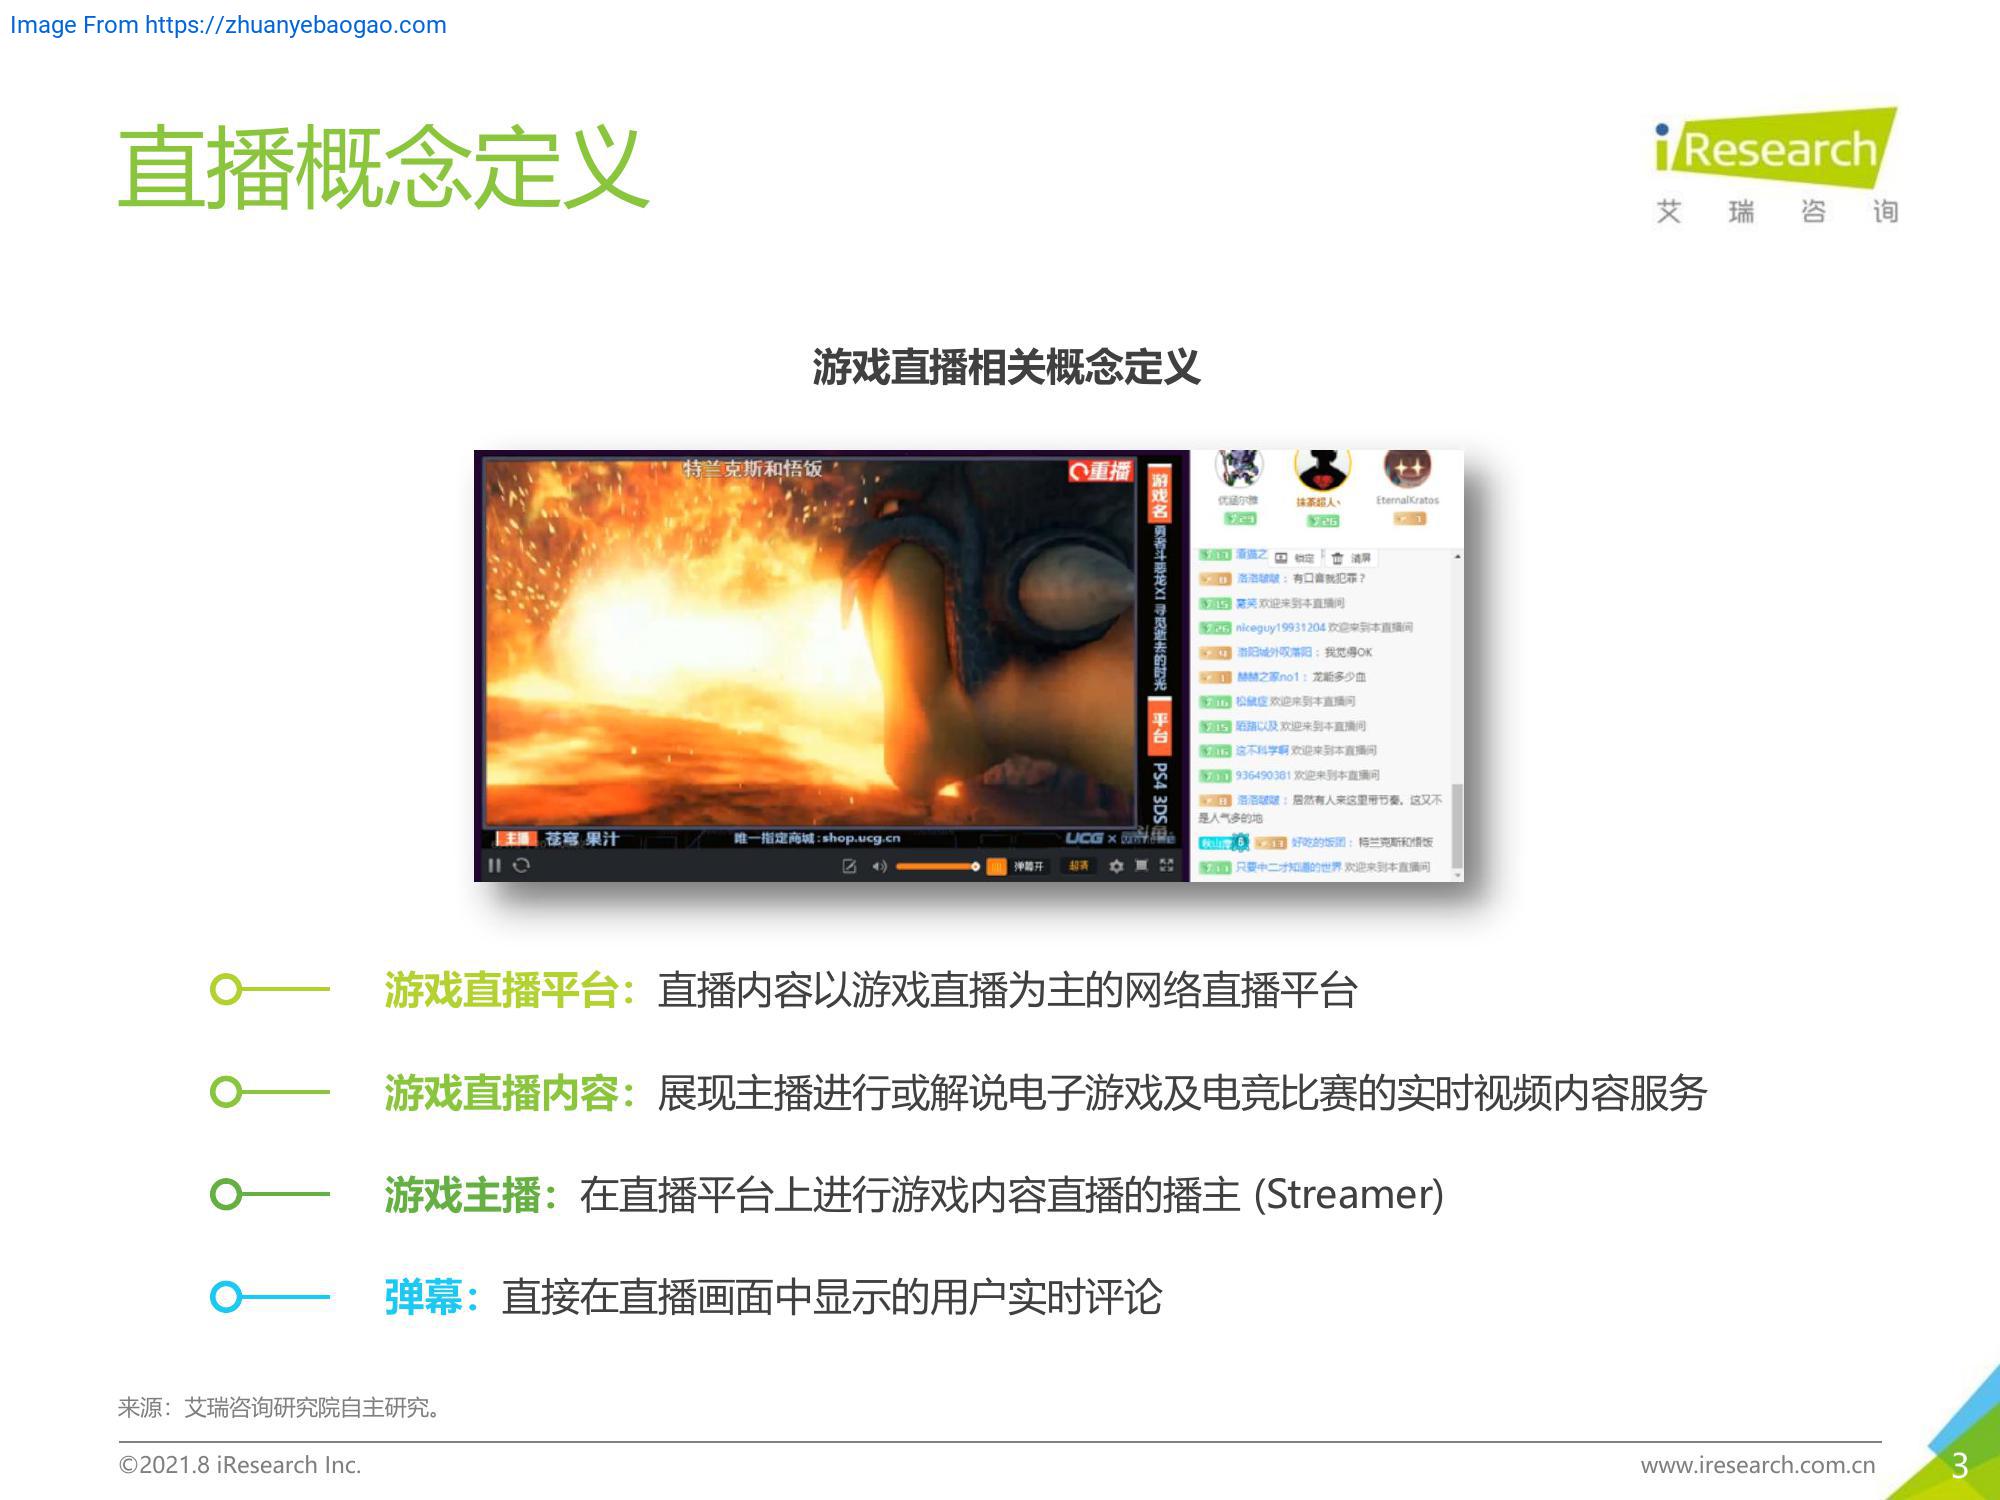 Image From https://zhuanyebaogao.com
直播概念定义
iResearch
艾瑞咨询
游戏直播相关概念定义
特兰克斯和悟饭
重播
游戏名
勇者斗恶龙XI 寻觅逝去的时光
平台
PS4 3DS
主播 苍穹 果汁
唯一指定商城:shop.ucg.cn
UCG ×
弹幕开
超清
抹茶超人
EternalKratos
锁定 清屏
洛洛啵啵：有口音就犯罪？
欢迎来到本直播间
niceguy19931204 欢迎来到本直播间
洛阳城外叹落阳：我觉得OK
赫赫之家no1：龙能多少血
松鼠症 欢迎来到本直播间
陌路以及 欢迎来到本直播间
这不科学啊 欢迎来到本直播间
936490381 欢迎来到本直播间
洛洛啵啵：居然有人来这里带节奏。这又不
是人气多的地
好吃的饭团：特兰克斯和悟饭
只要中二才知道的世界 欢迎来到本直播间
游戏直播平台：直播内容以游戏直播为主的网络直播平台
游戏直播内容：展现主播进行或解说电子游戏及电竞比赛的实时视频内容服务
游戏主播：在直播平台上进行游戏内容直播的播主 (Streamer)
弹幕：直接在直播画面中显示的用户实时评论
来源：艾瑞咨询研究院自主研究。
©2021.8 iResearch Inc.
www.iresearch.com.cn
3